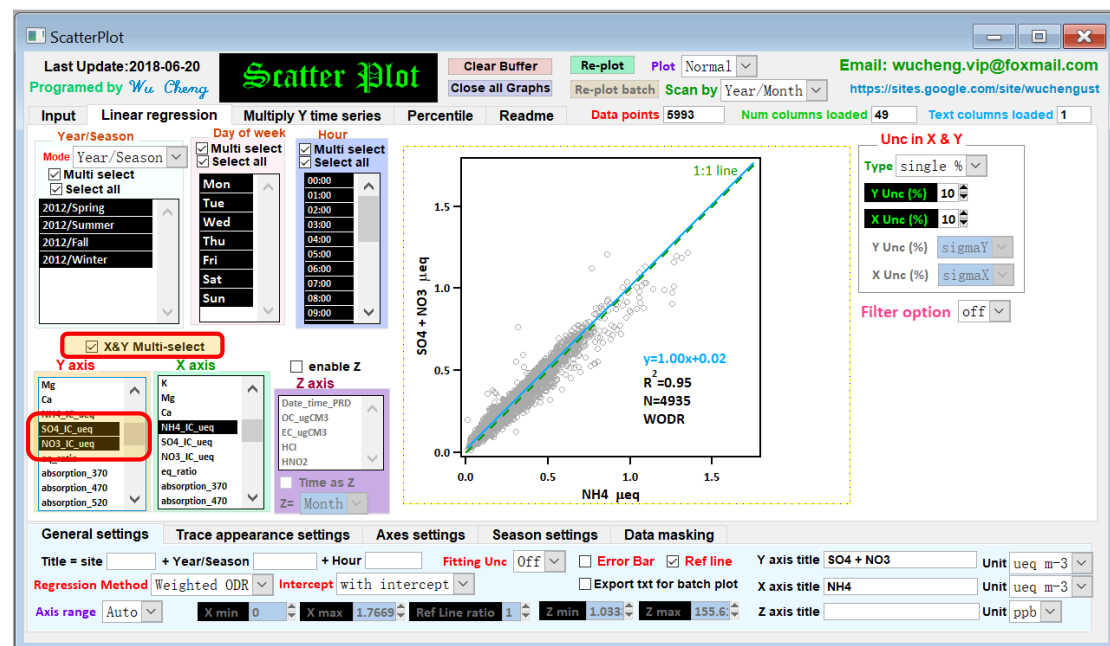 ScatterPlot
Last Update:2018-06-20
Programed by Wu Cheng
Scatter Plot
Clear Buffer
Close all Graphs
Re-plot
Plot Normal
Re-plot batch
Scan by Year/Month
Email: wucheng.vip@foxmail.com
https://sites.google.com/site/wuchengust
Input Linear regression Multiply Y time series Percentile Readme
Data points 5993
Num columns loaded 49
Text columns loaded 1
Year/Season
Mode Year/Season
Multi select
Select all
2012/Spring
2012/Summer
2012/Fall
2012/Winter
Day of week
Multi select
Select all
Mon
Tue
Wed
Thu
Fri
Sat
Sun
Hour
Multi select
Select all
00:00
01:00
02:00
03:00
04:00
05:00
06:00
07:00
08:00
09:00
X&Y Multi-select
Y axis
Mg
Ca
NH4_IC_ueq
SO4_IC_ueq
NO3_IC_ueq
eq_ratio
absorption_370
absorption_470
absorption_520
X axis
K
Mg
Ca
NH4_IC_ueq
SO4_IC_ueq
NO3_IC_ueq
eq_ratio
absorption_370
absorption_470
enable Z
Z axis
Date_time_PRD
OC_ugCM3
EC_ugCM3
HCl
HNO2
Time as Z
Z= Month
SO4 + NO3 µeq
1.5
1.0
0.5
0.0
1:1 line
y=1.00x+0.02
R²=0.95
N=4935
WODR
0.0 0.5 1.0 1.5
NH4 µeq
Unc in X & Y
Type single %
Y Unc (%) 10
X Unc (%) 10
Y Unc (%) sigmaY
X Unc (%) sigmaX
Filter option off
General settings Trace appearance settings Axes settings Season settings Data masking
Title = site + Year/Season + Hour Fitting Unc Off Error Bar Ref line Y axis title SO4 + NO3 Unit ueq m-3
Regression Method Weighted ODR Intercept with intercept Export txt for batch plot X axis title NH4 Unit ueq m-3
Axis range Auto X min 0 X max 1.7669 Ref Line ratio 1 Z min 1.033 Z max 155.6 Z axis title Unit ppb